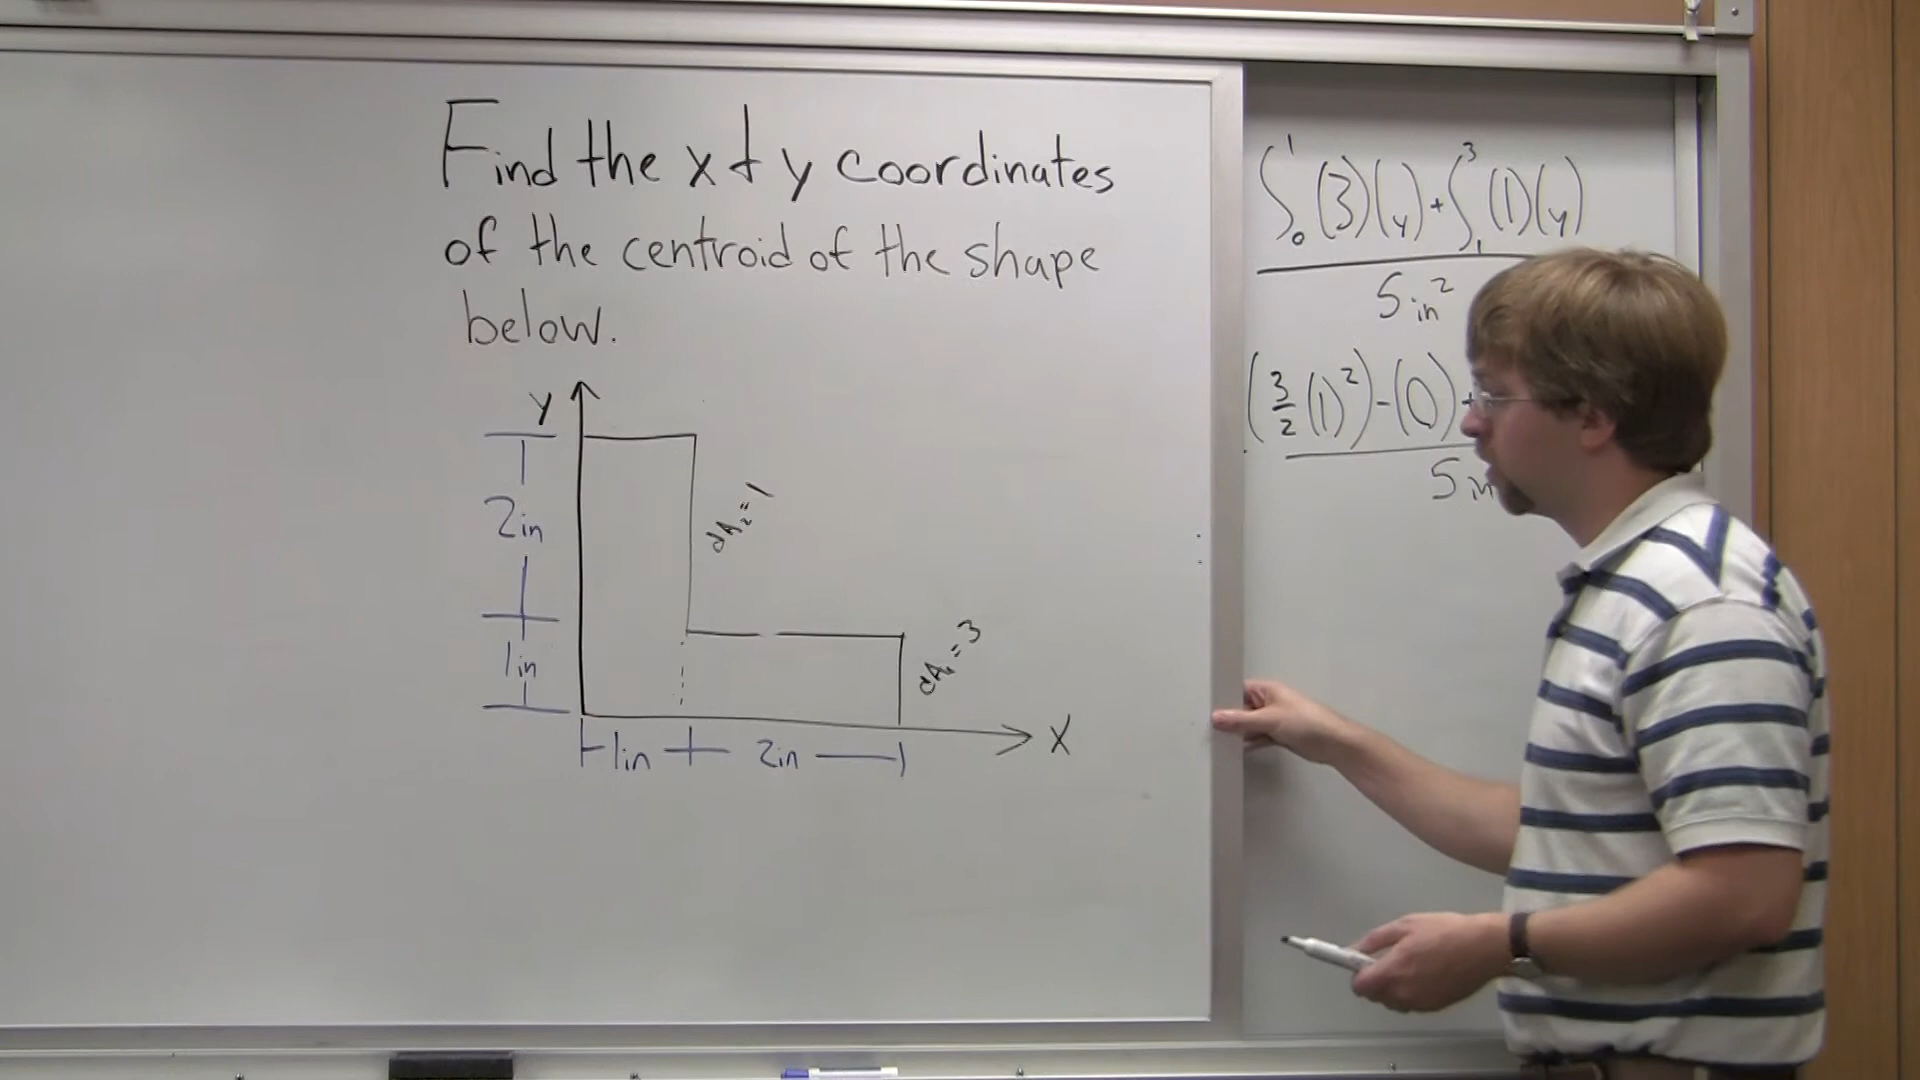 Find the x + y coordinates
of the centroid of the shape
below.
y
2in
1in
dA₂ = 1
dA₁ = 3
1in
2in
X
∫₀¹ (3)(y) + ∫₁³ (1)(y)
5 in²
(3/2 (1)²) - (0) +
5 in